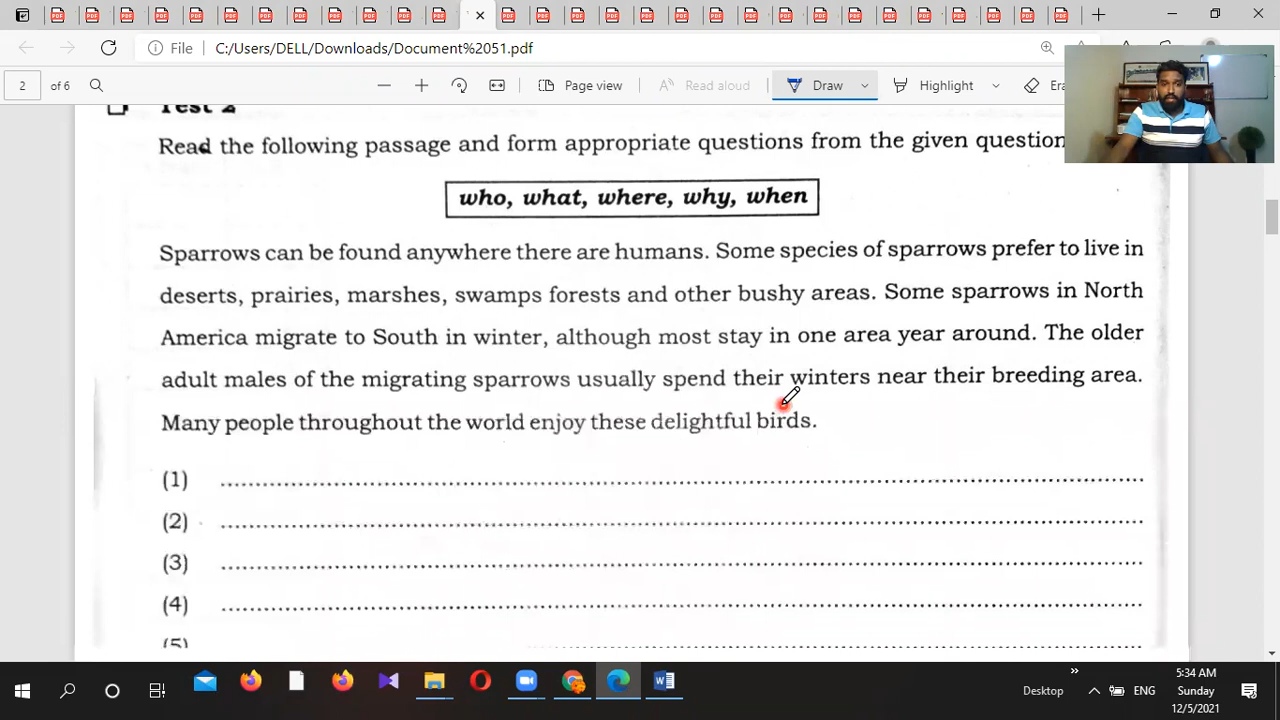 File C:/Users/DELL/Downloads/Document%2051.pdf
2 of 6 Page view Read aloud Draw Highlight Era
Test 2
Read the following passage and form appropriate questions from the given question
who, what, where, why, when
Sparrows can be found anywhere there are humans. Some species of sparrows prefer to live in
deserts, prairies, marshes, swamps forests and other bushy areas. Some sparrows in North
America migrate to South in winter, although most stay in one area year around. The older
adult males of the migrating sparrows usually spend their winters near their breeding area.
Many people throughout the world enjoy these delightful birds.
(1)
(2)
(3)
(4)
(5)
Desktop ENG
5:34 AM
Sunday
12/5/2021